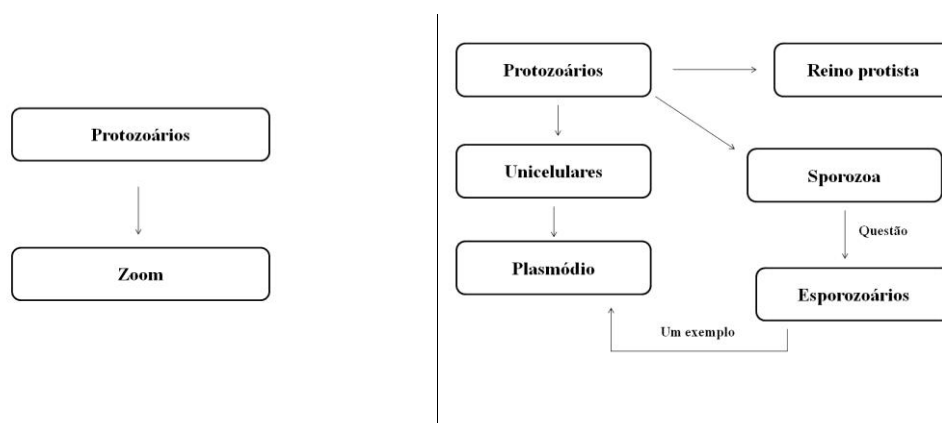 Protozoários
Zoom
Protozoários
Reino protista
Unicelulares
Sporozoa
Questão
Plasmódio
Esporozoários
Um exemplo